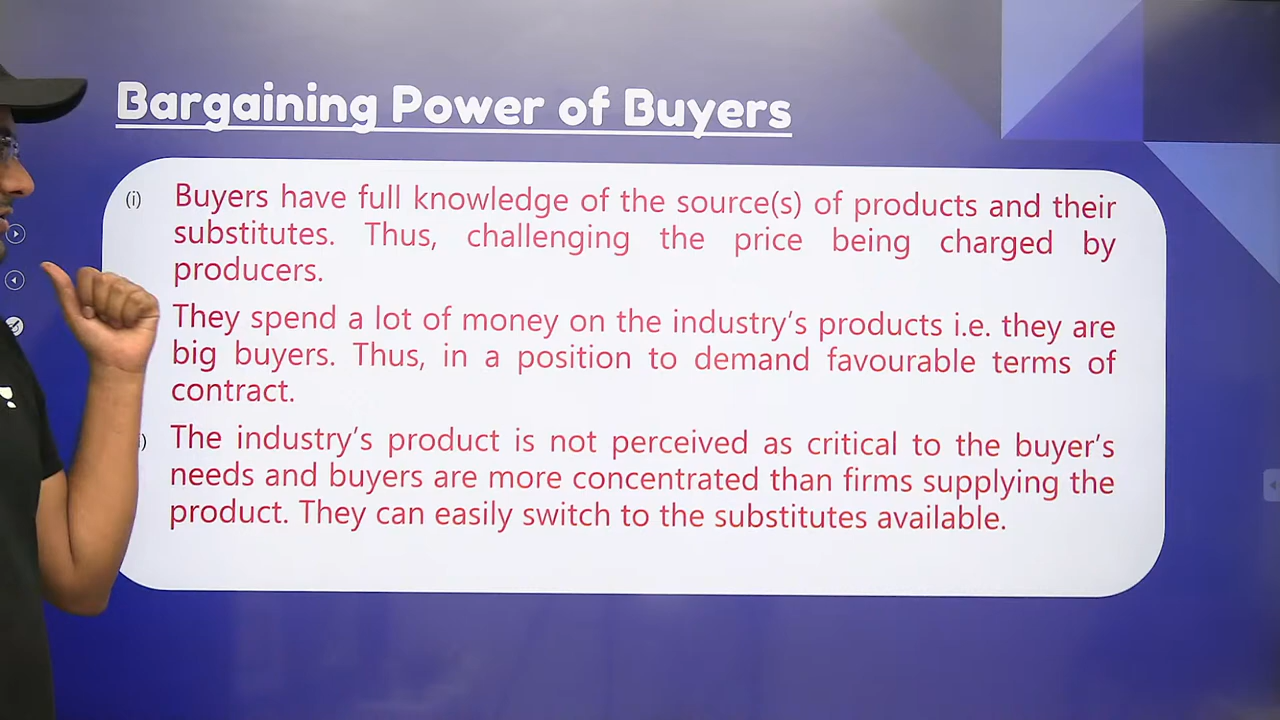 Bargaining Power of Buyers
(i) Buyers have full knowledge of the source(s) of products and their
substitutes. Thus, challenging the price being charged by
producers.
They spend a lot of money on the industry's products i.e. they are
big buyers. Thus, in a position to demand favourable terms of
contract.
) The industry's product is not perceived as critical to the buyer's
needs and buyers are more concentrated than firms supplying the
product. They can easily switch to the substitutes available.